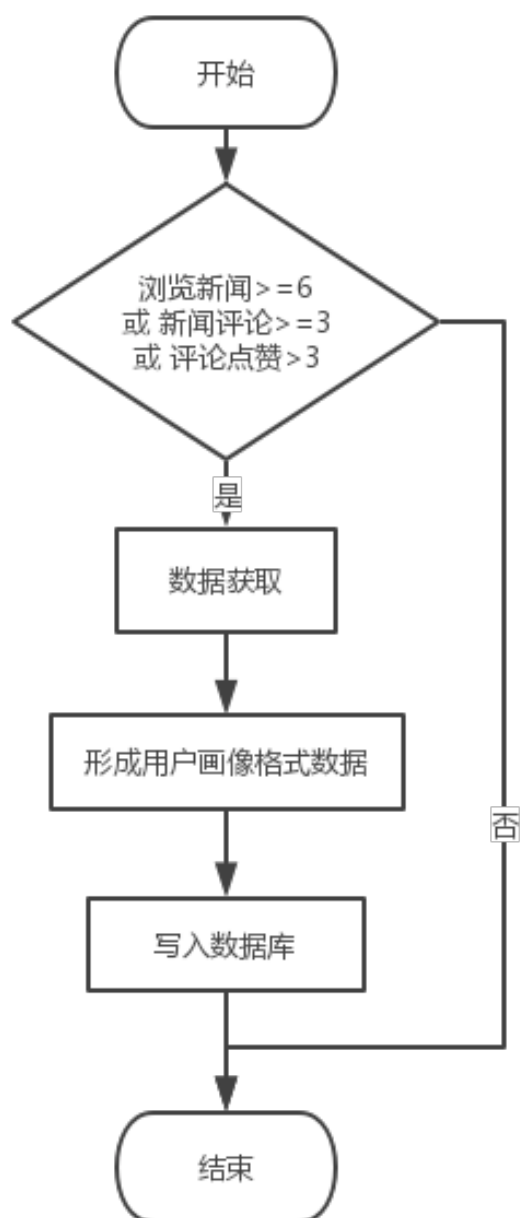 开始
浏览新闻>=6
或 新闻评论>=3
或 评论点赞>3
是
数据获取
形成用户画像格式数据
否
写入数据库
结束